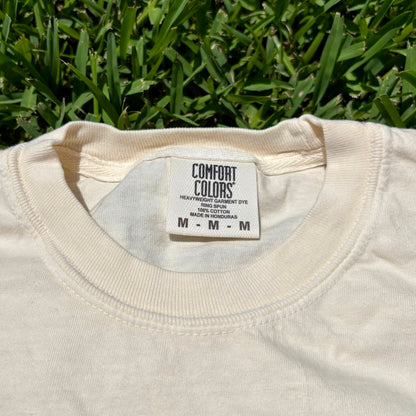 COMFORT
COLORS®
HEAVYWEIGHT GARMENT DYE
RING SPUN
100% COTTON
MADE IN HONDURAS
M - M - M